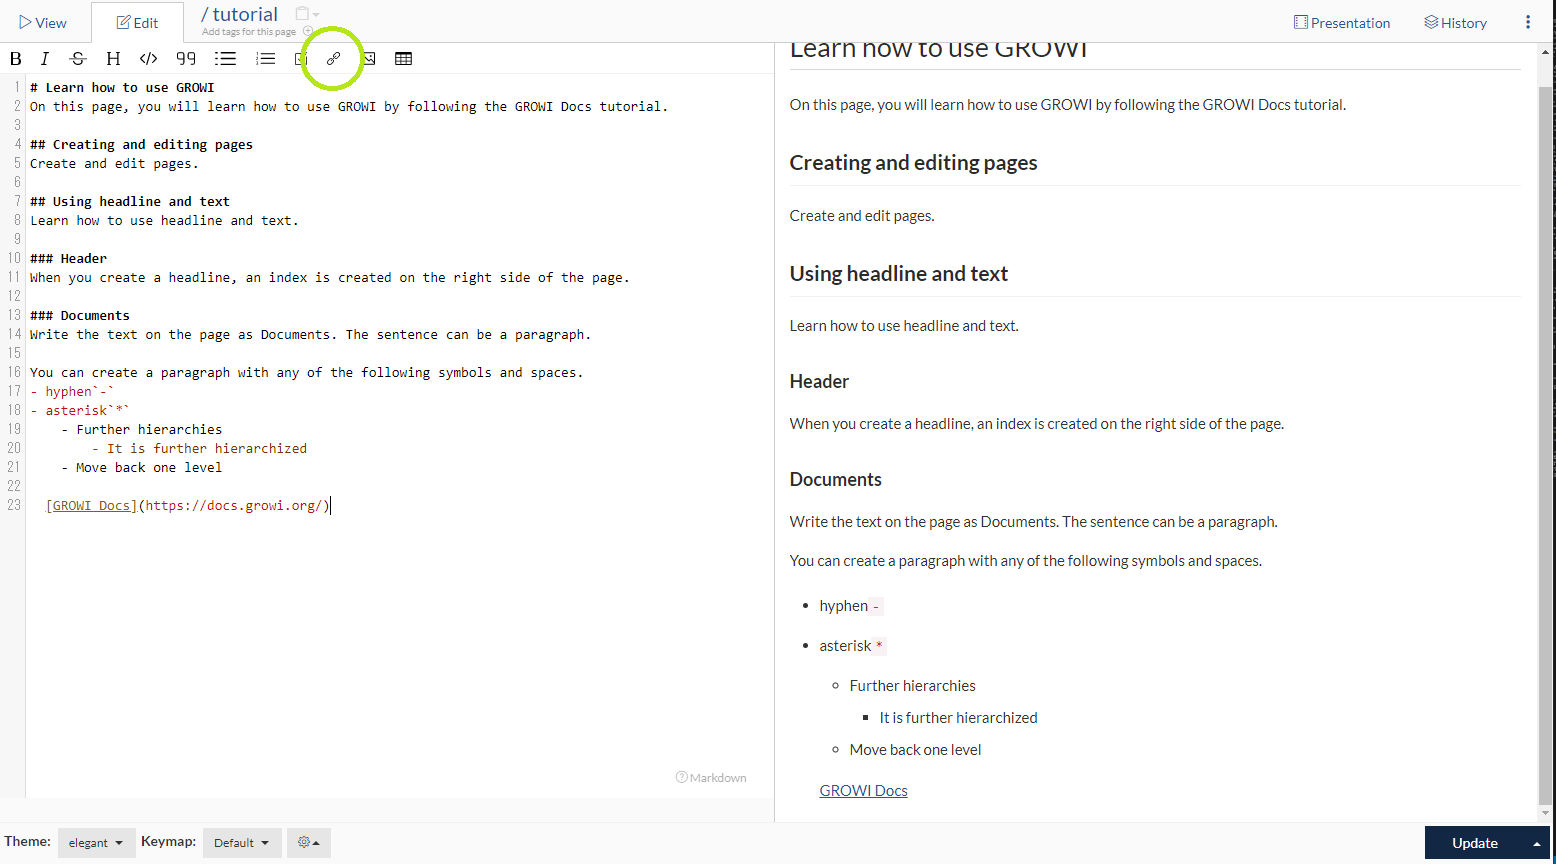 View
Edit
/ tutorial
Add tags for this page
Presentation
History
B I S H </> 99
1 # Learn how to use GROWI
2 On this page, you will learn how to use GROWI by following the GROWI Docs tutorial.
3
4 ## Creating and editing pages
5 Create and edit pages.
6
7 ## Using headline and text
8 Learn how to use headline and text.
9
10 ### Header
11 When you create a headline, an index is created on the right side of the page.
12
13 ### Documents
14 Write the text on the page as Documents. The sentence can be a paragraph.
15
16 You can create a paragraph with any of the following symbols and spaces.
17 - hyphen`-`
18 - asterisk`*`
19 - Further hierarchies
20 - It is further hierarchized
21 - Move back one level
22
23 [GROWI Docs](https://docs.growi.org/)
Markdown
Learn how to use GROWI
On this page, you will learn how to use GROWI by following the GROWI Docs tutorial.
Creating and editing pages
Create and edit pages.
Using headline and text
Learn how to use headline and text.
Header
When you create a headline, an index is created on the right side of the page.
Documents
Write the text on the page as Documents. The sentence can be a paragraph.
You can create a paragraph with any of the following symbols and spaces.
hyphen -
asterisk *
Further hierarchies
It is further hierarchized
Move back one level
GROWI Docs
Theme: elegant Keymap: Default
Update